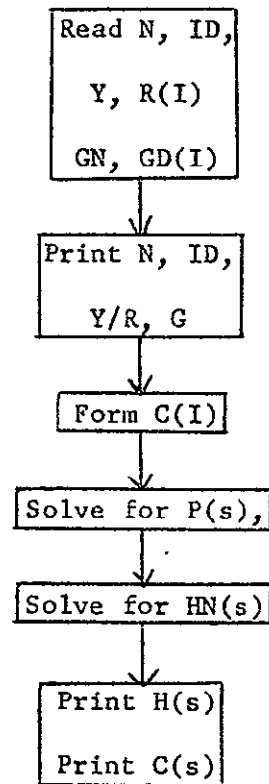 Read N, ID,
Y, R(I)
GN, GD(I)
Print N, ID,
Y/R, G
Form C(I)
Solve for P(s),
Solve for HN(s)
Print H(s)
Print C(s)